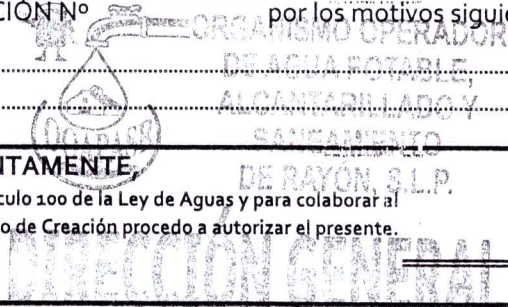 CIÓN Nº por los motivos siguie
ORGANISMO OPERADOR
DE AGUA POTABLE,
ALCANTARILLADO Y
SANEAMIENTO
DE RAYON, S.L.P.
NTAMENTE,
culo 100 de la Ley de Aguas y para colaborar al
o de Creación procedo a autorizar el presente.
DIRECCIÓN GENERAL